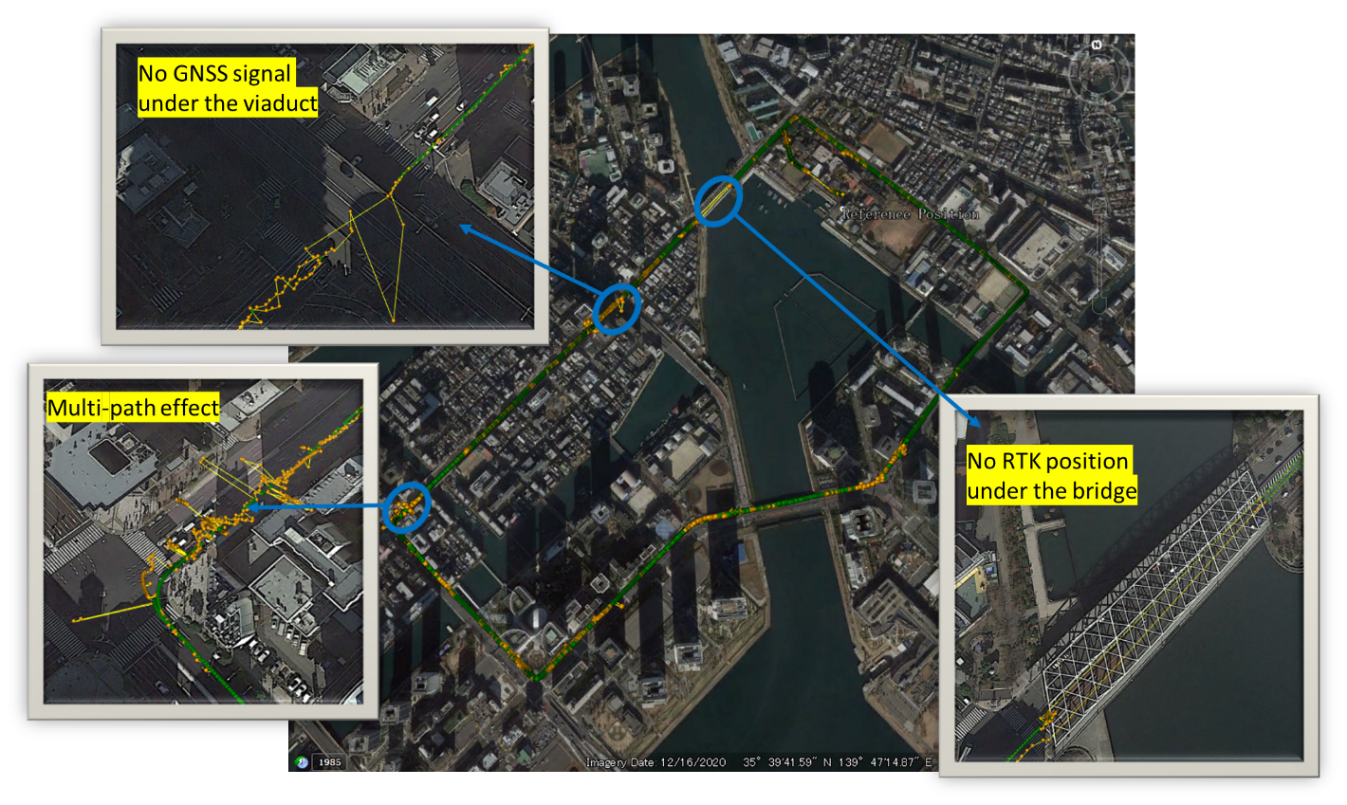 No GNSS signal
under the viaduct
N
Reference Position
Multi-path effect
No RTK position
under the bridge
1985
Imagery Date: 12/16/2020 35° 39'41.59" N 139° 47'14.87" E